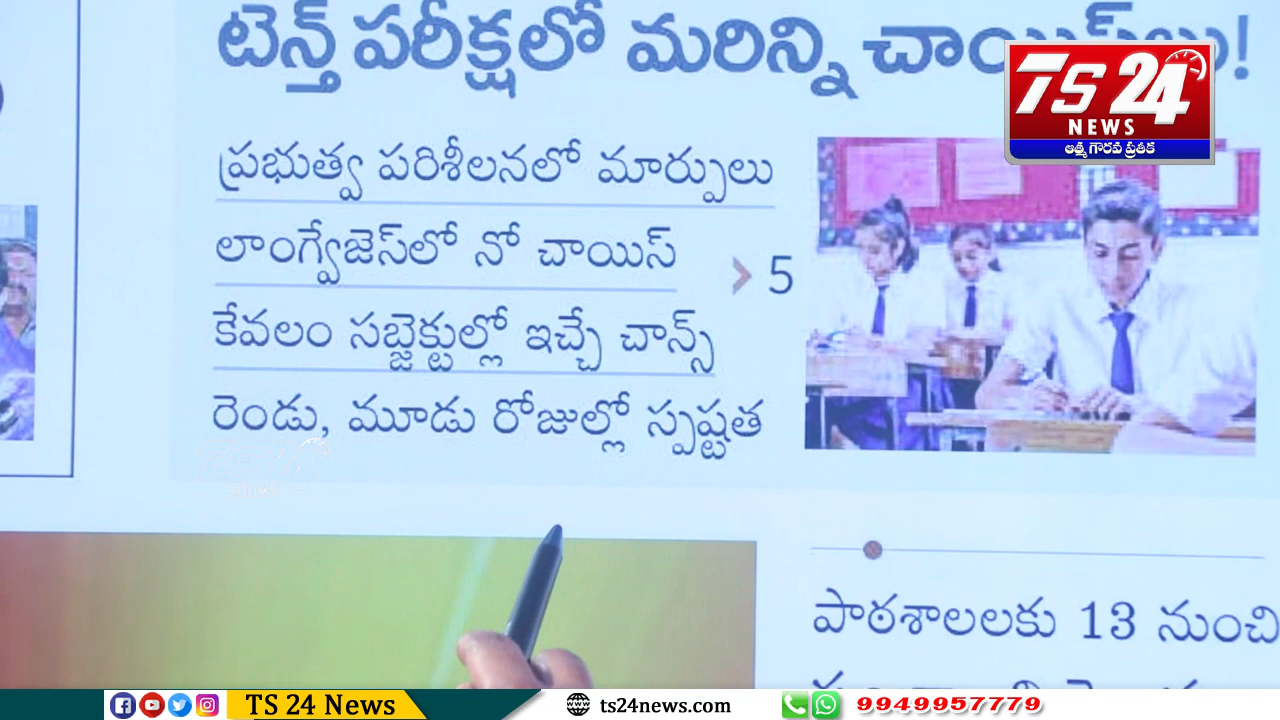 టెన్త్ పరీక్షలో మరిన్ని చాయిస్‌లు!
TS 24
NEWS
ఆత్మ గౌరవ ప్రతీక
ప్రభుత్వ పరిశీలనలో మార్పులు
లాంగ్వేజెస్‌లో నో చాయిస్
కేవలం సబ్జెక్టుల్లో ఇచ్చే చాన్స్
రెండు, మూడు రోజుల్లో స్పష్టత
> 5
పాఠశాలలకు 13 నుంచి
TS 24 News
ts24news.com
9949957779